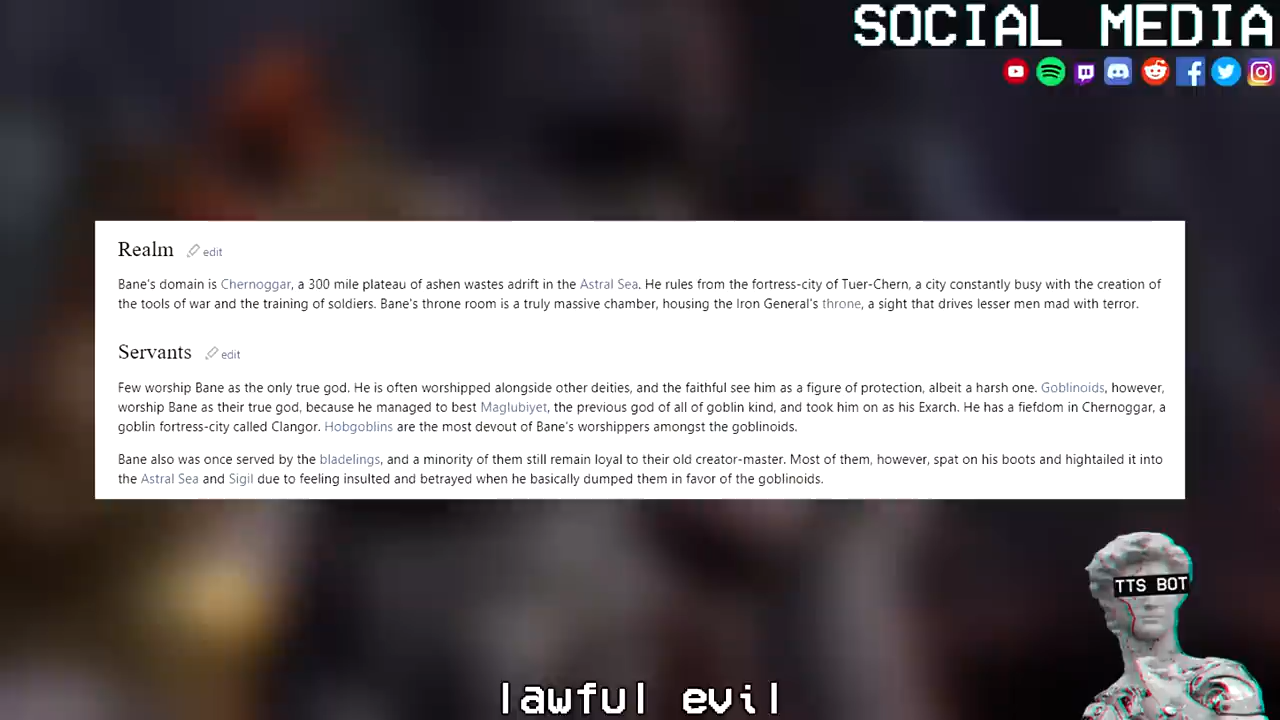 SOCIAL MEDIA
Realm edit
Bane's domain is Chernoggar, a 300 mile plateau of ashen wastes adrift in the Astral Sea. He rules from the fortress-city of Tuer-Chern, a city constantly busy with the creation of
the tools of war and the training of soldiers. Bane's throne room is a truly massive chamber, housing the Iron General's throne, a sight that drives lesser men mad with terror.
Servants edit
Few worship Bane as the only true god. He is often worshipped alongside other deities, and the faithful see him as a figure of protection, albeit a harsh one. Goblinoids, however,
worship Bane as their true god, because he managed to best Maglubiyet, the previous god of all of goblin kind, and took him on as his Exarch. He has a fiefdom in Chernoggar, a
goblin fortress-city called Clangor. Hobgoblins are the most devout of Bane's worshippers amongst the goblinoids.
Bane also was once served by the bladelings, and a minority of them still remain loyal to their old creator-master. Most of them, however, spat on his boots and hightailed it into
the Astral Sea and Sigil due to feeling insulted and betrayed when he basically dumped them in favor of the goblinoids.
TTS BOT
lawful evil